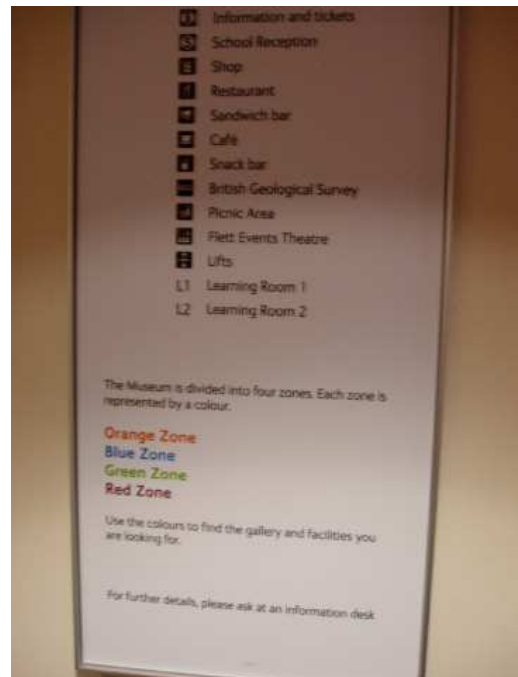 Information and tickets
School Reception
Shop
Restaurant
Sandwich bar
Café
Snack bar
British Geological Survey
Picnic Area
Flett Events Theatre
Lifts
L1 Learning Room 1
L2 Learning Room 2
The Museum is divided into four zones. Each zone is
represented by a colour.
Orange Zone
Blue Zone
Green Zone
Red Zone
Use the colours to find the gallery and facilities you
are looking for.
For further details, please ask at an information desk